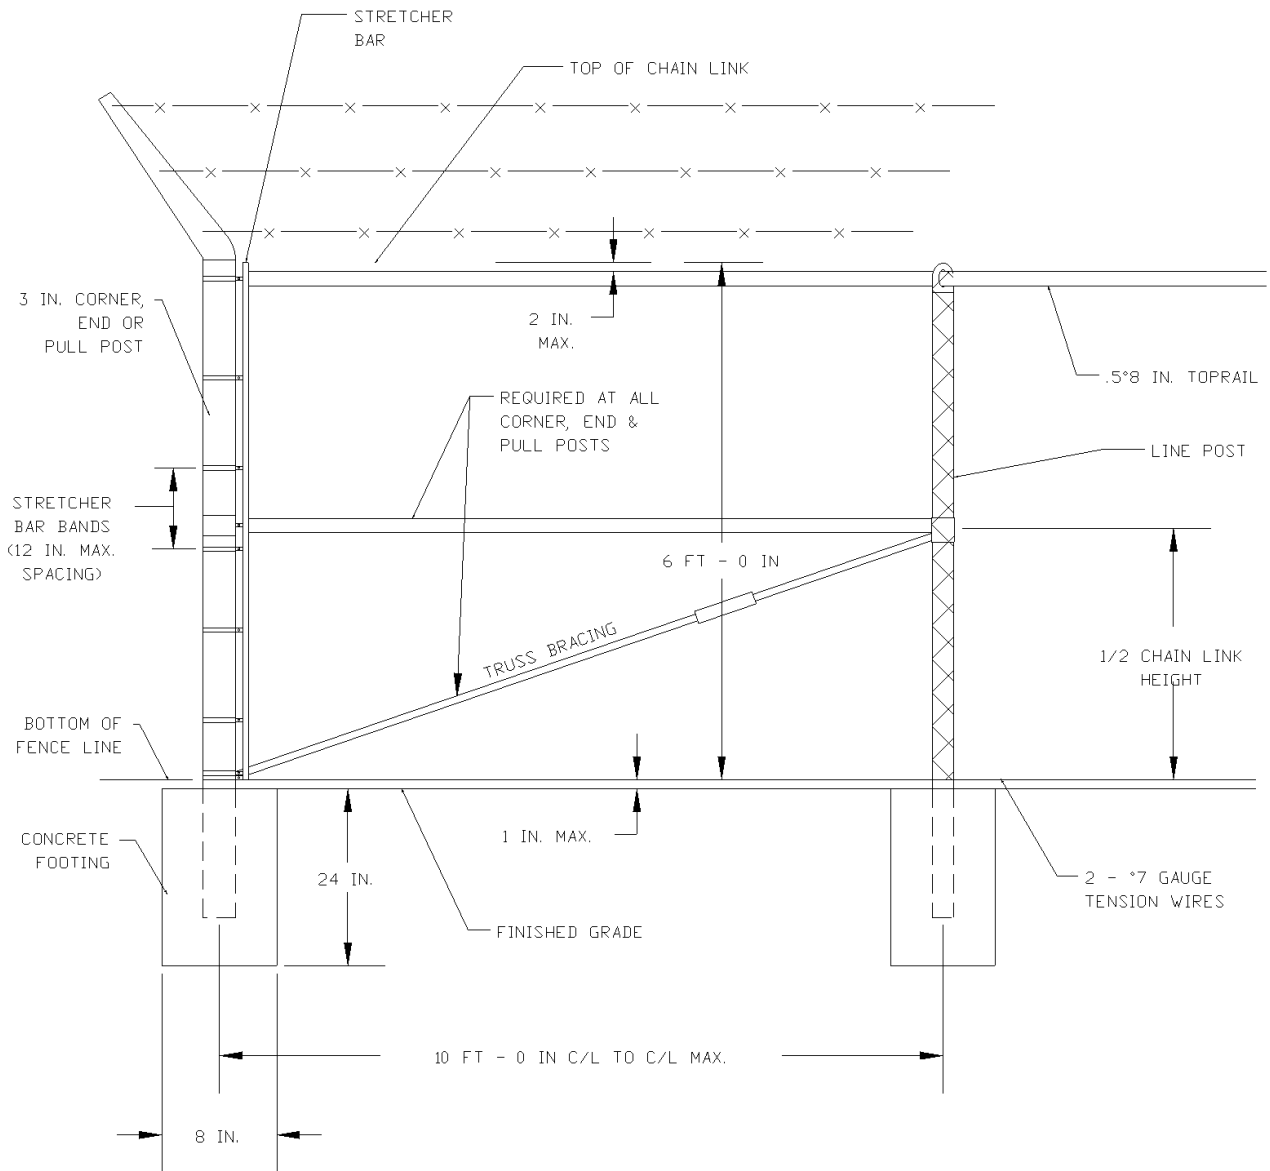 STRETCHER
BAR
TOP OF CHAIN LINK
3 IN. CORNER,
END OR
PULL POST
2 IN.
MAX.
.5°8 IN. TOPRAIL
REQUIRED AT ALL
CORNER, END &
PULL POSTS
LINE POST
STRETCHER
BAR BANDS
(12 IN. MAX.
SPACING)
6 FT - 0 IN
TRUSS BRACING
1/2 CHAIN LINK
HEIGHT
BOTTOM OF
FENCE LINE
CONCRETE
FOOTING
1 IN. MAX.
24 IN.
2 - °7 GAUGE
TENSION WIRES
FINISHED GRADE
10 FT - 0 IN C/L TO C/L MAX.
8 IN.